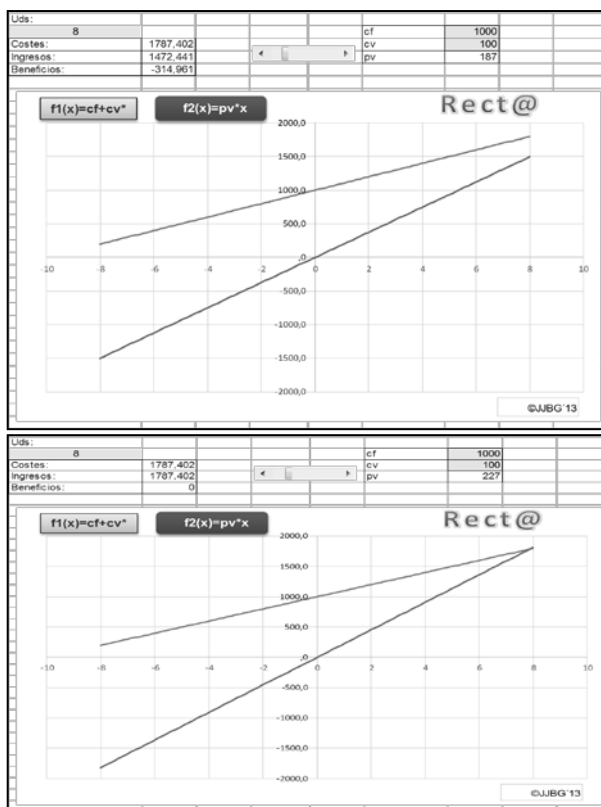 Uds:
8 cf 1000
Costes: 1787,402 cv 100
Ingresos: 1472,441 pv 187
Beneficios: -314,961
f1(x)=cf+cv* f2(x)=pv*x Rect@
2000,0
1500,0
1000,0
500,0
,0
-10 -8 -6 -4 -2 0 2 4 6 8 10
-500,0
-1000,0
-1500,0
-2000,0
©JJBG´13
Uds:
8 cf 1000
Costes: 1787,402 cv 100
Ingresos: 1787,402 pv 227
Beneficios: 0
f1(x)=cf+cv* f2(x)=pv*x Rect@
2000,0
1500,0
1000,0
500,0
,0
-10 -8 -6 -4 -2 0 2 4 6 8 10
-500,0
-1000,0
-1500,0
-2000,0
©JJBG´13